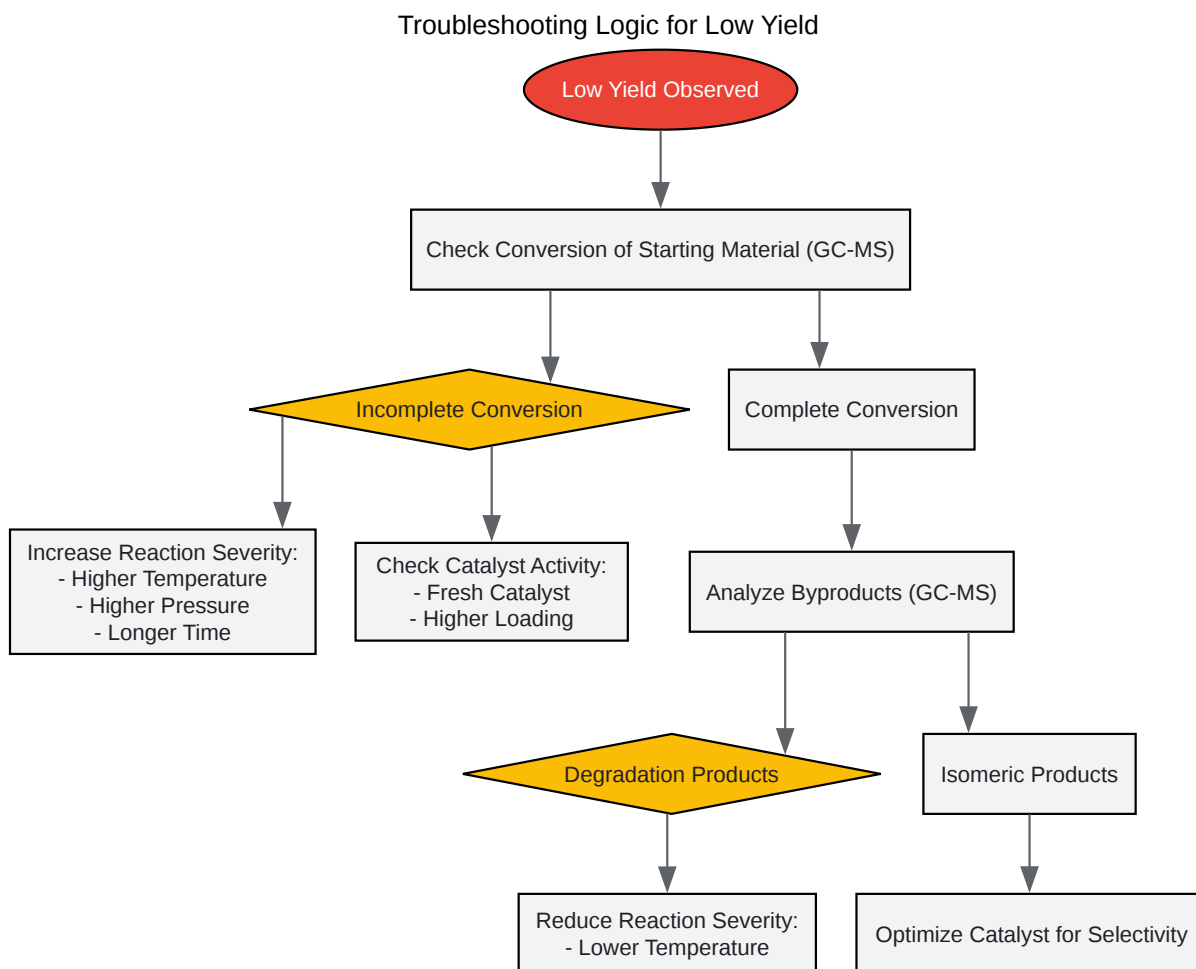 Troubleshooting Logic for Low Yield
Low Yield Observed
Check Conversion of Starting Material (GC-MS)
Incomplete Conversion
Complete Conversion
Increase Reaction Severity:
- Higher Temperature
- Higher Pressure
- Longer Time
Check Catalyst Activity:
- Fresh Catalyst
- Higher Loading
Analyze Byproducts (GC-MS)
Degradation Products
Isomeric Products
Reduce Reaction Severity:
- Lower Temperature
Optimize Catalyst for Selectivity